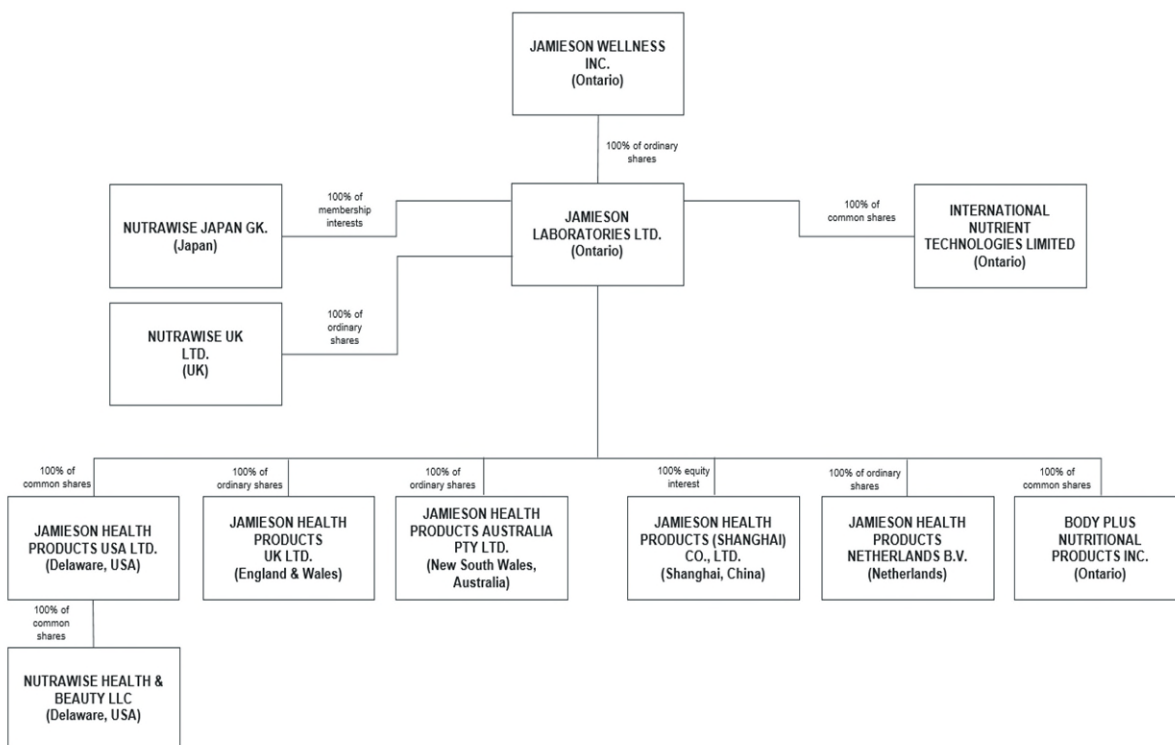 JAMIESON WELLNESS
INC.
(Ontario)
100% of ordinary
shares
100% of
membership
interests
NUTRAWISE JAPAN GK.
(Japan)
JAMIESON
LABORATORIES LTD.
(Ontario)
100% of
common shares
INTERNATIONAL
NUTRIENT
TECHNOLOGIES LIMITED
(Ontario)
NUTRAWISE UK
LTD.
(UK)
100% of
ordinary
shares
100% of
common shares
100% of
ordinary shares
100% of
ordinary shares
100% equity
interest
100% of ordinary
shares
100% of
common shares
JAMIESON HEALTH
PRODUCTS USA LTD.
(Delaware, USA)
JAMIESON HEALTH
PRODUCTS
UK LTD.
(England & Wales)
JAMIESON HEALTH
PRODUCTS AUSTRALIA
PTY LTD.
(New South Wales,
Australia)
JAMIESON HEALTH
PRODUCTS (SHANGHAI)
CO., LTD.
(Shanghai, China)
JAMIESON HEALTH
PRODUCTS
NETHERLANDS B.V.
(Netherlands)
BODY PLUS
NUTRITIONAL
PRODUCTS INC.
(Ontario)
100% of
common
shares
NUTRAWISE HEALTH &
BEAUTY LLC
(Delaware, USA)